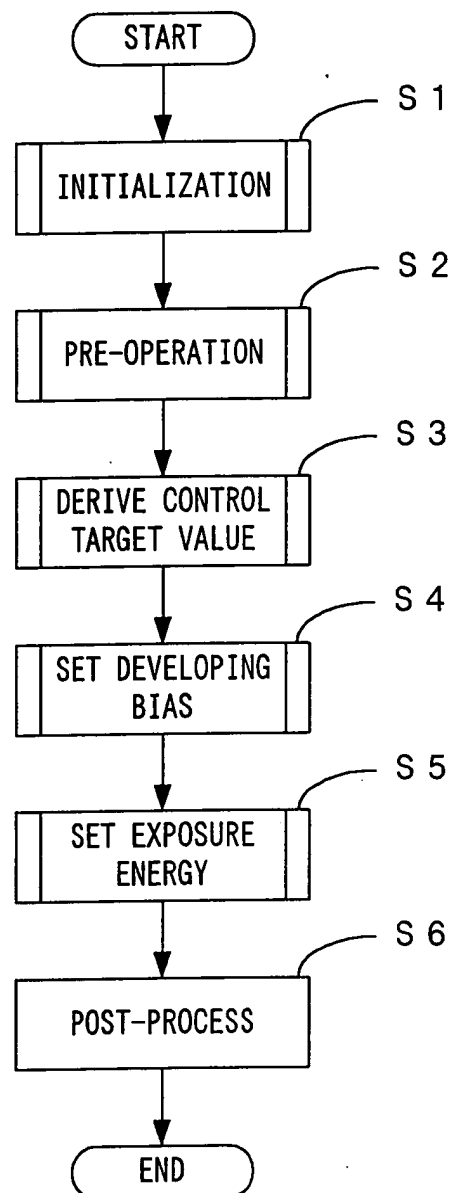 START
S 1
INITIALIZATION
S 2
PRE-OPERATION
S 3
DERIVE CONTROL
TARGET VALUE
S 4
SET DEVELOPING
BIAS
S 5
SET EXPOSURE
ENERGY
S 6
POST-PROCESS
END